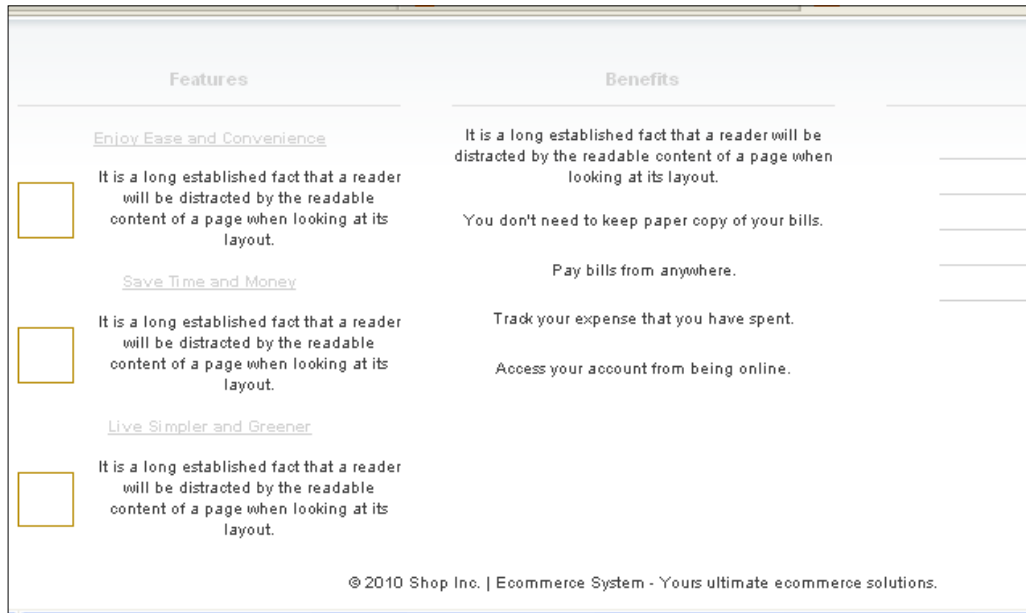 Features
Enjoy Ease and Convenience
It is a long established fact that a reader
will be distracted by the readable
content of a page when looking at its
layout.
Save Time and Money
It is a long established fact that a reader
will be distracted by the readable
content of a page when looking at its
layout.
Live Simpler and Greener
It is a long established fact that a reader
will be distracted by the readable
content of a page when looking at its
layout.
Benefits
It is a long established fact that a reader will be
distracted by the readable content of a page when
looking at its layout.
You don't need to keep paper copy of your bills.
Pay bills from anywhere.
Track your expense that you have spent.
Access your account from being online.
© 2010 Shop Inc. | Ecommerce System - Yours ultimate ecommerce solutions.